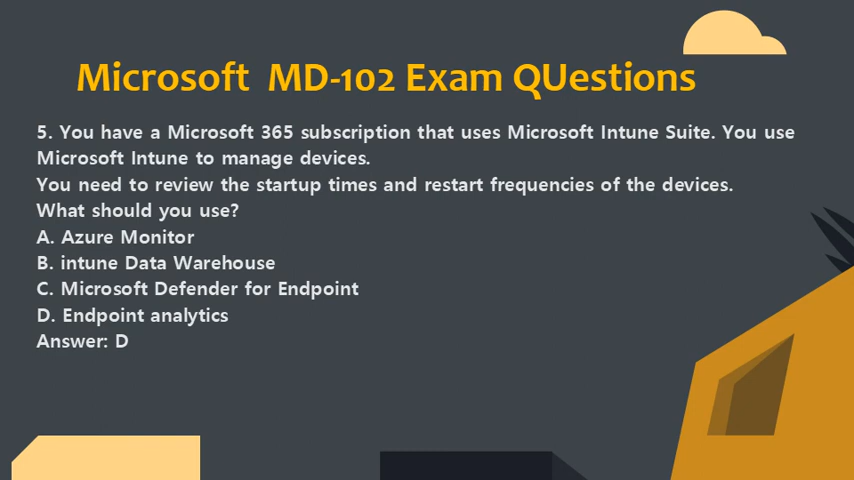 Microsoft MD-102 Exam QUestions
5. You have a Microsoft 365 subscription that uses Microsoft Intune Suite. You use
Microsoft Intune to manage devices.
You need to review the startup times and restart frequencies of the devices.
What should you use?
A. Azure Monitor
B. intune Data Warehouse
C. Microsoft Defender for Endpoint
D. Endpoint analytics
Answer: D